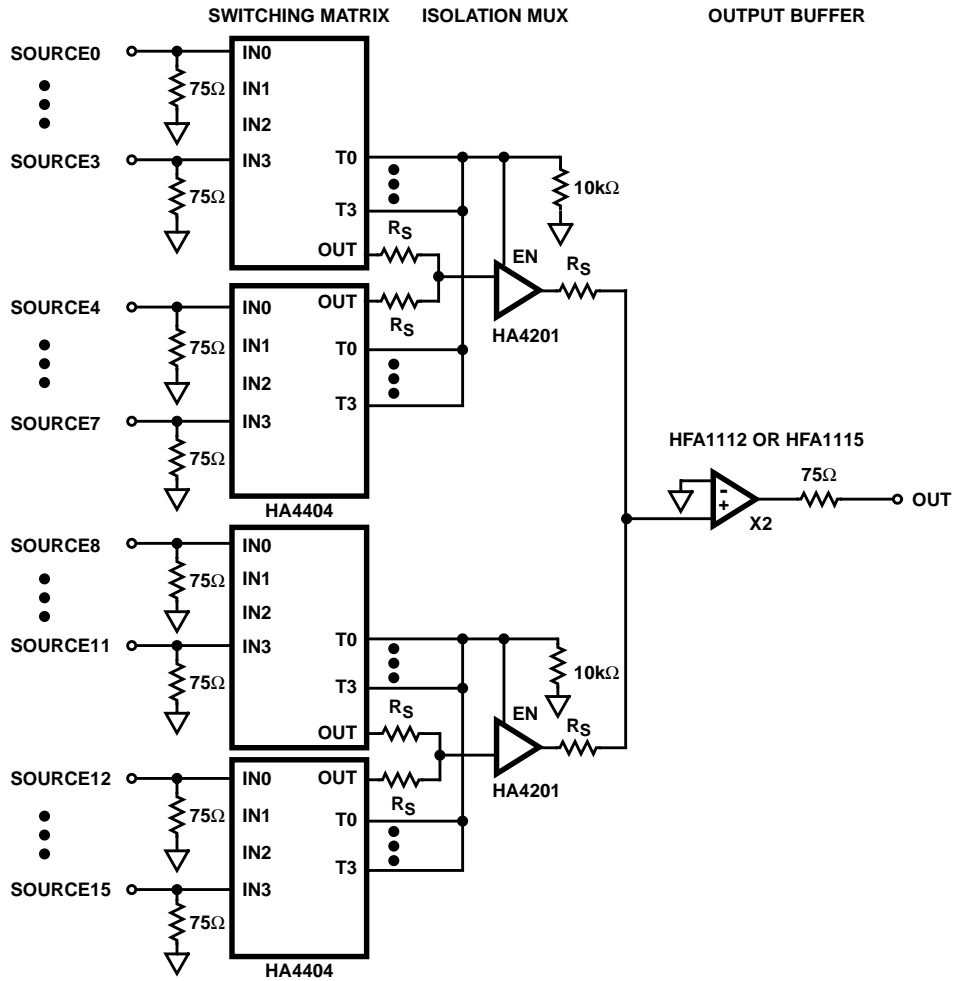 SWITCHING MATRIX ISOLATION MUX OUTPUT BUFFER
SOURCE0
75Ω
IN0
IN1
IN2
SOURCE3
75Ω
IN3
T0
T3
OUT
RS
10kΩ
EN
RS
HA4201
SOURCE4
75Ω
IN0
IN1
IN2
OUT
RS
T0
SOURCE7
75Ω
IN3
T3
HA4404
HFA1112 OR HFA1115
-
+
X2
75Ω
OUT
SOURCE8
75Ω
IN0
IN1
IN2
SOURCE11
75Ω
IN3
T0
T3
OUT
RS
10kΩ
EN
RS
HA4201
SOURCE12
75Ω
IN0
IN1
IN2
OUT
RS
T0
SOURCE15
75Ω
IN3
T3
HA4404